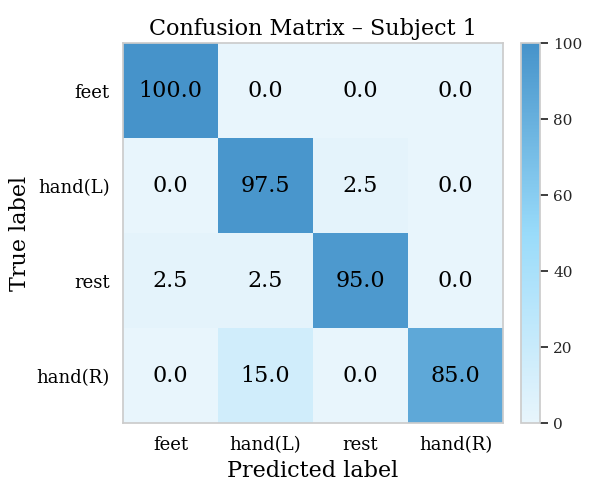 Confusion Matrix – Subject 1
True label
feet 100.0 0.0 0.0 0.0
hand(L) 0.0 97.5 2.5 0.0
rest 2.5 2.5 95.0 0.0
hand(R) 0.0 15.0 0.0 85.0
feet hand(L) rest hand(R)
Predicted label
100
80
60
40
20
0